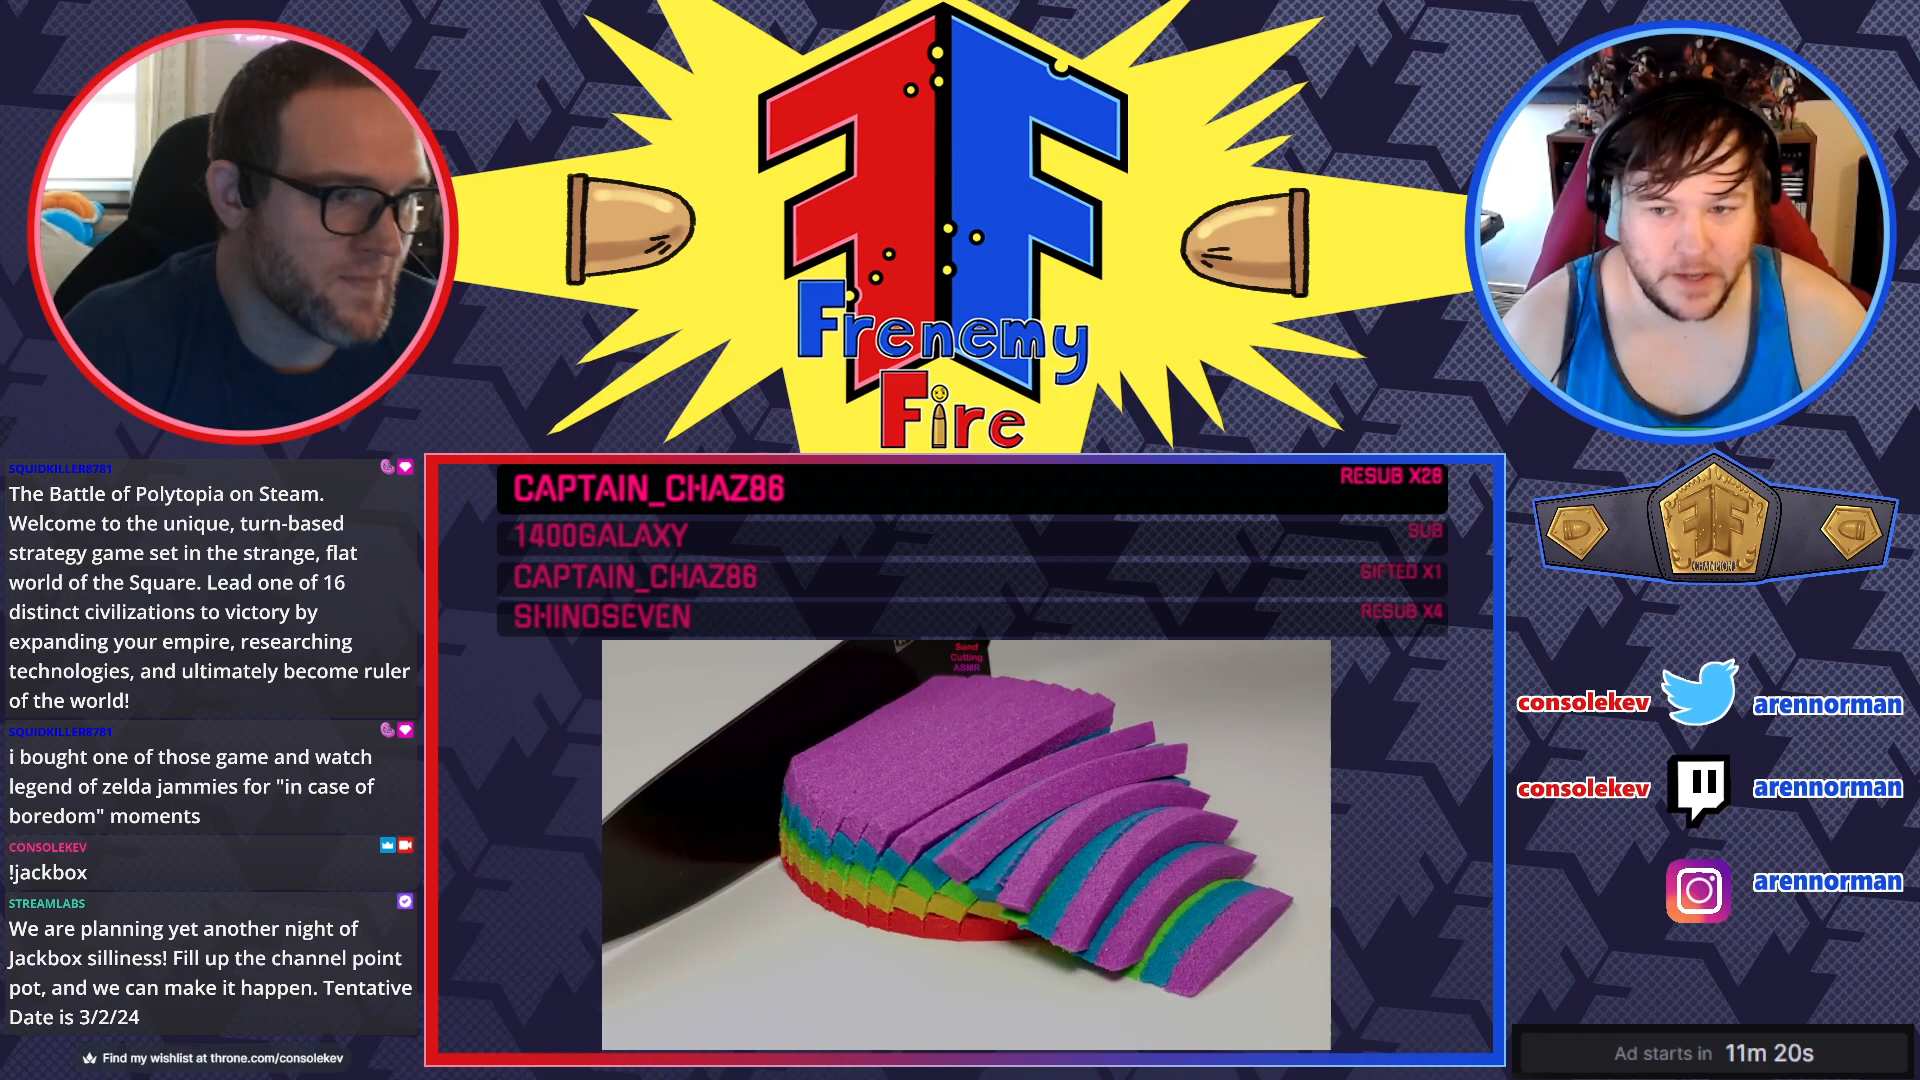 Frenemy
Fire
SQUIDKILLER8781
The Battle of Polytopia on Steam.
Welcome to the unique, turn-based
strategy game set in the strange, flat
world of the Square. Lead one of 16
distinct civilizations to victory by
expanding your empire, researching
technologies, and ultimately become ruler
of the world!
SQUIDKILLER8781
i bought one of those game and watch
legend of zelda jammies for "in case of
boredom" moments
CONSOLEKEV
!jackbox
STREAMLABS
We are planning yet another night of
Jackbox silliness! Fill up the channel point
pot, and we can make it happen. Tentative
Date is 3/2/24
Find my wishlist at throne.com/consolekev
CAPTAIN_CHAZ86 RESUB X28
1400GALAXY SUB
CAPTAIN_CHAZ86 GIFTED X1
SHINOSEVEN RESUB X4
Sand
Cutting
ASMR
FF
CHAMPION
consolekev arennorman
consolekev arennorman
arennorman
Ad starts in 11m 20s